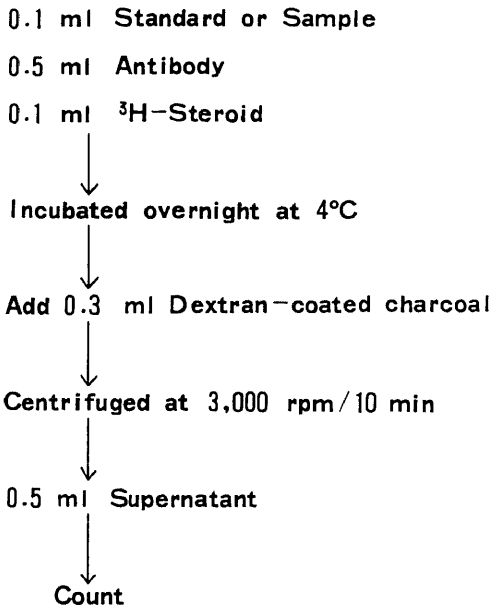 0.1 ml Standard or Sample
0.5 ml Antibody
0.1 ml ³H-Steroid
Incubated overnight at 4°C
Add 0.3 ml Dextran-coated charcoal
Centrifuged at 3,000 rpm/10 min
0.5 ml Supernatant
Count